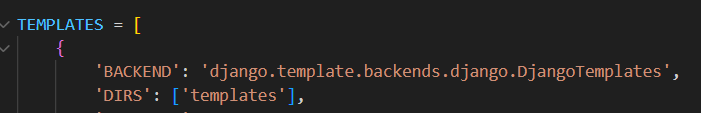 TEMPLATES = [
{
'BACKEND': 'django.template.backends.django.DjangoTemplates',
'DIRS': ['templates'],